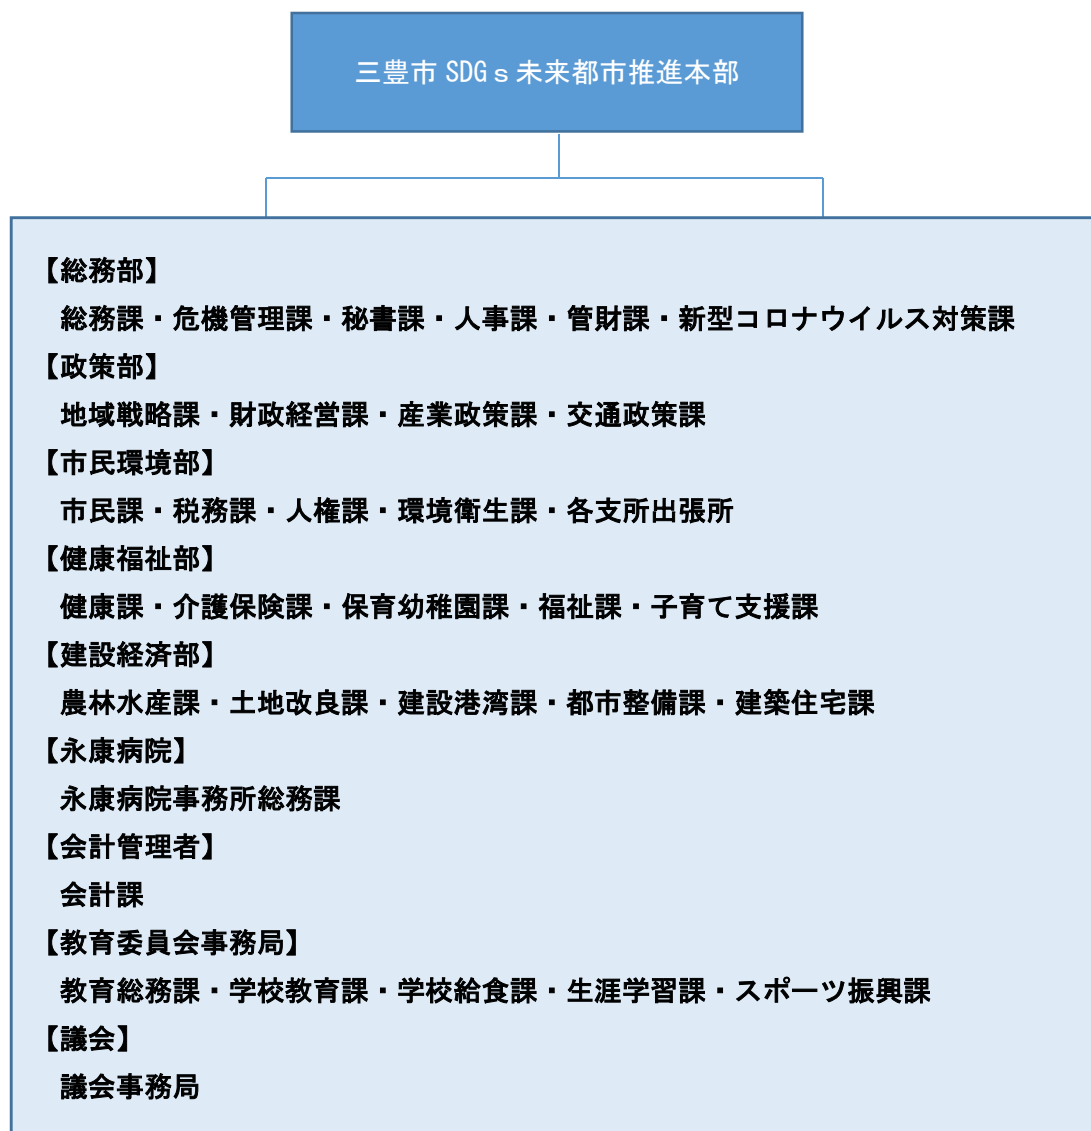 三豊市 SDGｓ未来都市推進本部
【総務部】
総務課・危機管理課・秘書課・人事課・管財課・新型コロナウイルス対策課
【政策部】
地域戦略課・財政経営課・産業政策課・交通政策課
【市民環境部】
市民課・税務課・人権課・環境衛生課・各支所出張所
【健康福祉部】
健康課・介護保険課・保育幼稚園課・福祉課・子育て支援課
【建設経済部】
農林水産課・土地改良課・建設港湾課・都市整備課・建築住宅課
【永康病院】
永康病院事務所総務課
【会計管理者】
会計課
【教育委員会事務局】
教育総務課・学校教育課・学校給食課・生涯学習課・スポーツ振興課
【議会】
議会事務局